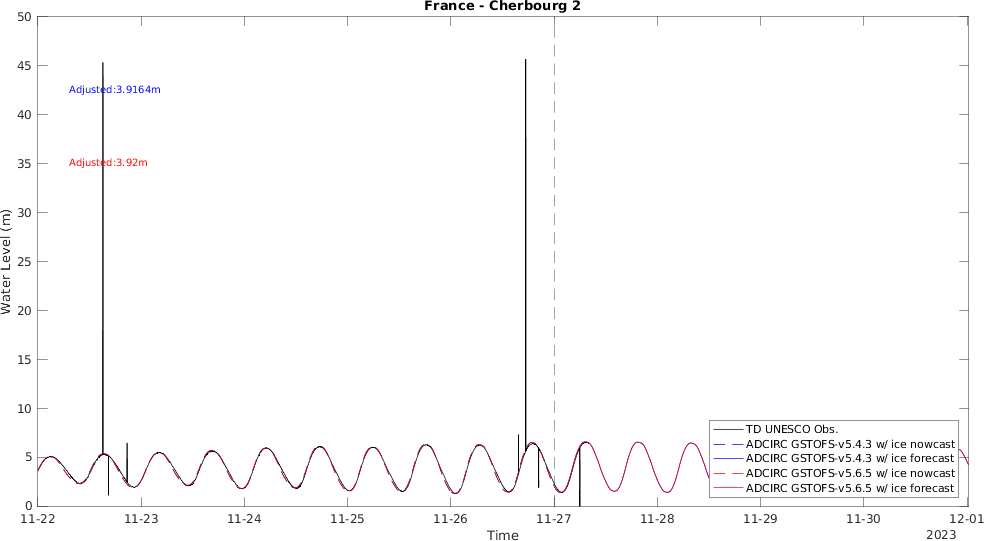 France - Cherbourg 2
50
45
40
35
30
25
20
15
10
5
0
Water Level (m)
Adjusted:3.9164m
Adjusted:3.92m
TD UNESCO Obs.
ADCIRC GSTOFS-v5.4.3 w/ ice nowcast
ADCIRC GSTOFS-v5.4.3 w/ ice forecast
ADCIRC GSTOFS-v5.6.5 w/ ice nowcast
ADCIRC GSTOFS-v5.6.5 w/ ice forecast
11-22 11-23 11-24 11-25 11-26 11-27 11-28 11-29 11-30 12-01
Time
2023